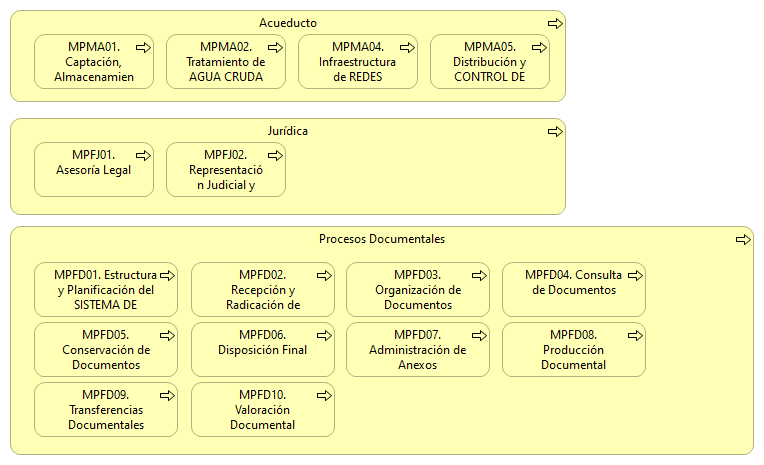 Acueducto
MPMA01.
Captación,
Almacenamien
MPMA02.
Tratamiento de
AGUA CRUDA
MPMA04.
Infraestructura
de REDES
MPMA05.
Distribución y
CONTROL DE
Jurídica
MPFJ01.
Asesoría Legal
MPFJ02.
Representació
n Judicial y
Procesos Documentales
MPFD01. Estructura
y Planificación del
SISTEMA DE
MPFD02.
Recepción y
Radicación de
MPFD03.
Organización de
Documentos
MPFD04. Consulta
de Documentos
MPFD05.
Conservación de
Documentos
MPFD06.
Disposición Final
MPFD07.
Administración de
Anexos
MPFD08.
Producción
Documental
MPFD09.
Transferencias
Documentales
MPFD10.
Valoración
Documental